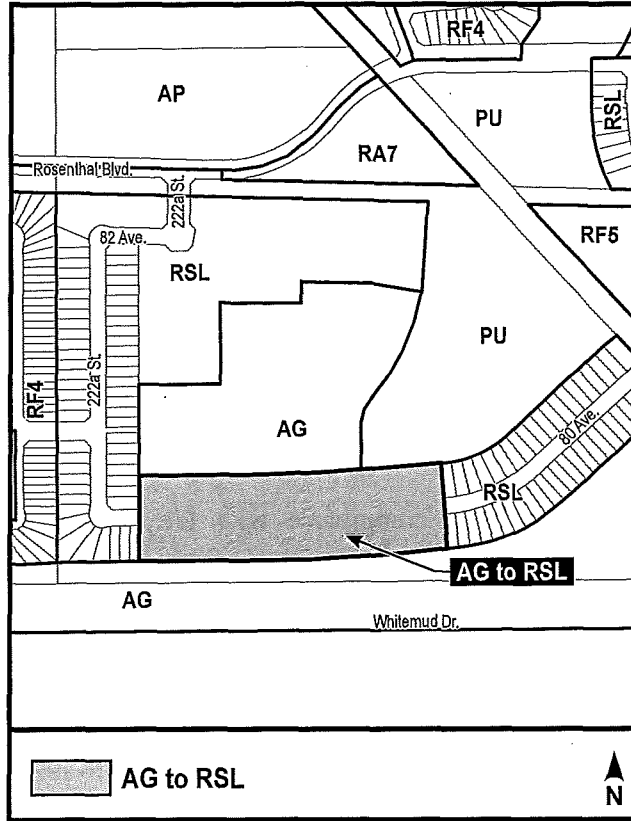 RF4
AP
PU
RSL
RA7
Rosenthal Blvd.
222a St.
82 Ave.
RF5
RSL
PU
222a St.
RF4
80 Ave.
AG
RSL
AG to RSL
AG
Whitemud Dr.
AG to RSL
N